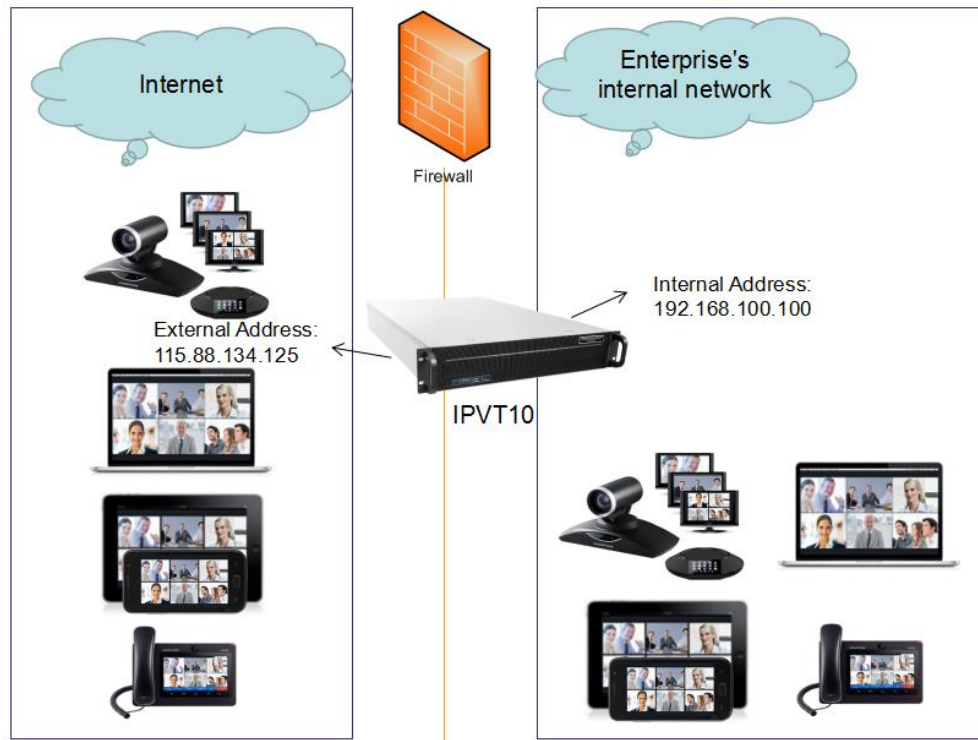 Internet
Enterprise's
internal network
Firewall
Internal Address:
192.168.100.100
External Address:
115.88.134.125
IPVT10